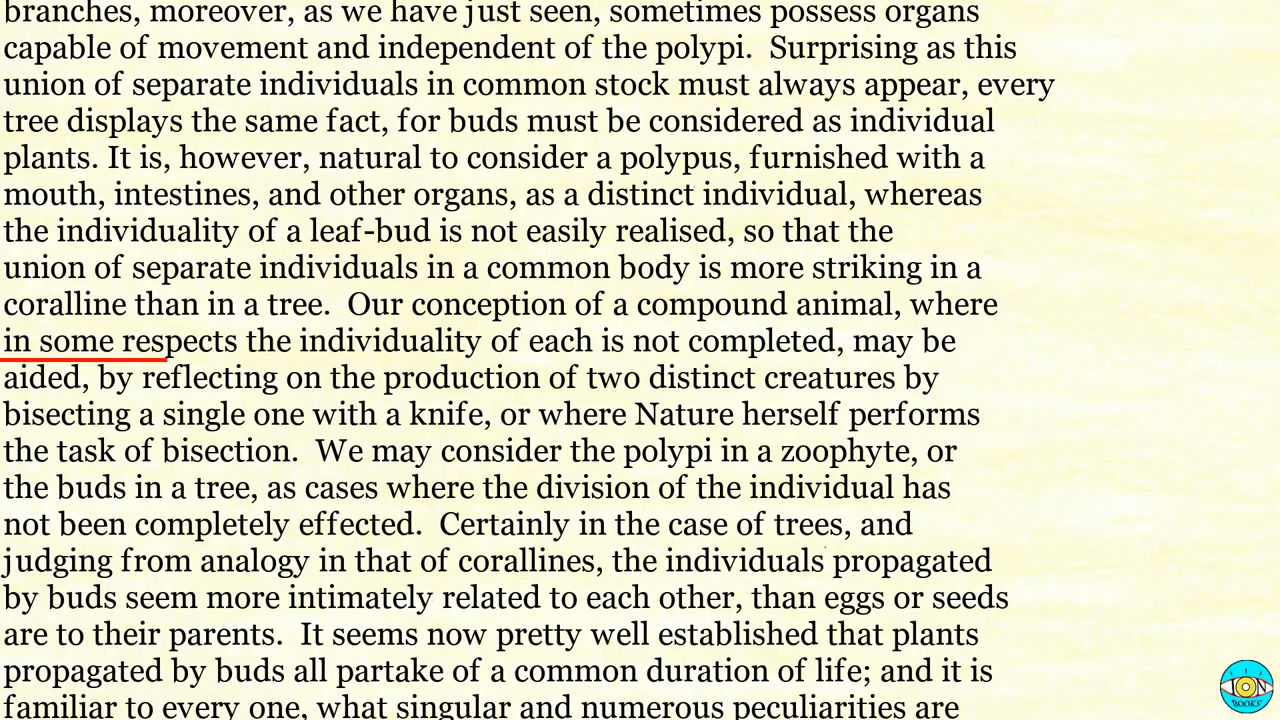 branches, moreover, as we have just seen, sometimes possess organs
capable of movement and independent of the polypi.  Surprising as this
union of separate individuals in common stock must always appear, every
tree displays the same fact, for buds must be considered as individual
plants. It is, however, natural to consider a polypus, furnished with a
mouth, intestines, and other organs, as a distinct individual, whereas
the individuality of a leaf-bud is not easily realised, so that the
union of separate individuals in a common body is more striking in a
coralline than in a tree.  Our conception of a compound animal, where
in some respects the individuality of each is not completed, may be
aided, by reflecting on the production of two distinct creatures by
bisecting a single one with a knife, or where Nature herself performs
the task of bisection.  We may consider the polypi in a zoophyte, or
the buds in a tree, as cases where the division of the individual has
not been completely effected.  Certainly in the case of trees, and
judging from analogy in that of corallines, the individuals propagated
by buds seem more intimately related to each other, than eggs or seeds
are to their parents.  It seems now pretty well established that plants
propagated by buds all partake of a common duration of life; and it is
familiar to every one, what singular and numerous peculiarities are
ION
BOOKS